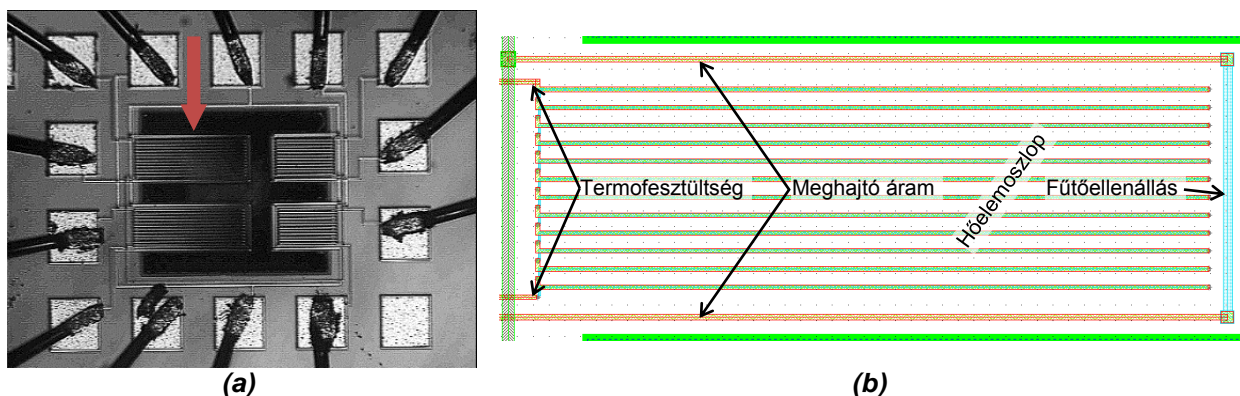 Termofesztültség
Meghajtó áram
Hőelemoszlop
Fűtőellenállás
(a)
(b)